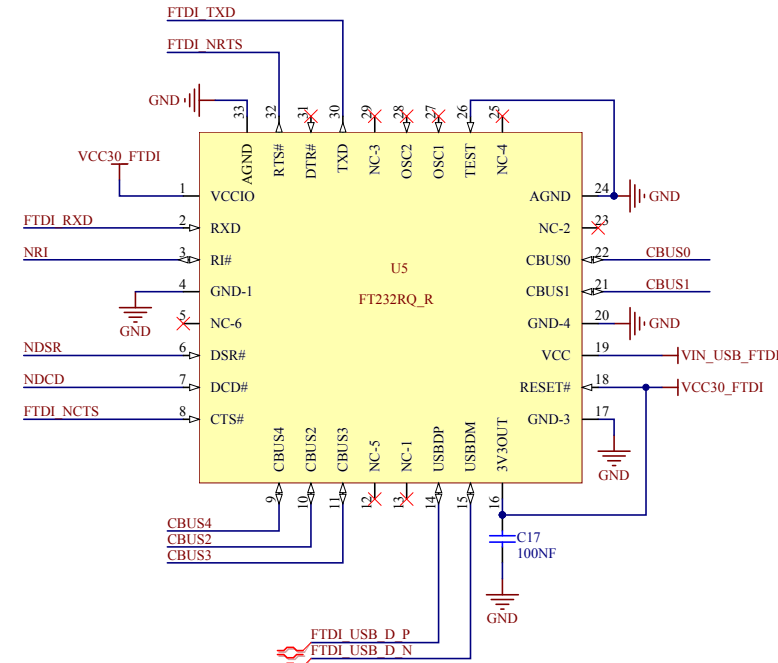 FTDI_TXD
FTDI_NRTS
GND
33
32
31
30
29
28
27
26
25
AGND
RTS#
DTR#
TXD
NC-3
OSC2
OSC1
TEST
NC-4
VCC30_FTDI
1
VCCIO
AGND
24
GND
FTDI_RXD
2
RXD
NC-2
23
NRI
3
RI#
U5
CBUS0
22
CBUS0
4
GND-1
FT232RQ_R
CBUS1
21
CBUS1
GND
5
NC-6
GND-4
20
GND
NDSR
6
DSR#
VCC
19
VIN_USB_FTDI
NDCD
7
DCD#
RESET#
18
VCC30_FTDI
FTDI_NCTS
8
CTS#
GND-3
17
GND
CBUS4
CBUS2
CBUS3
NC-5
NC-1
USBDP
USBDM
3V3OUT
9
10
11
12
13
14
15
16
CBUS4
CBUS2
CBUS3
C17
100NF
GND
FTDI_USB_D_P
FTDI_USB_D_N